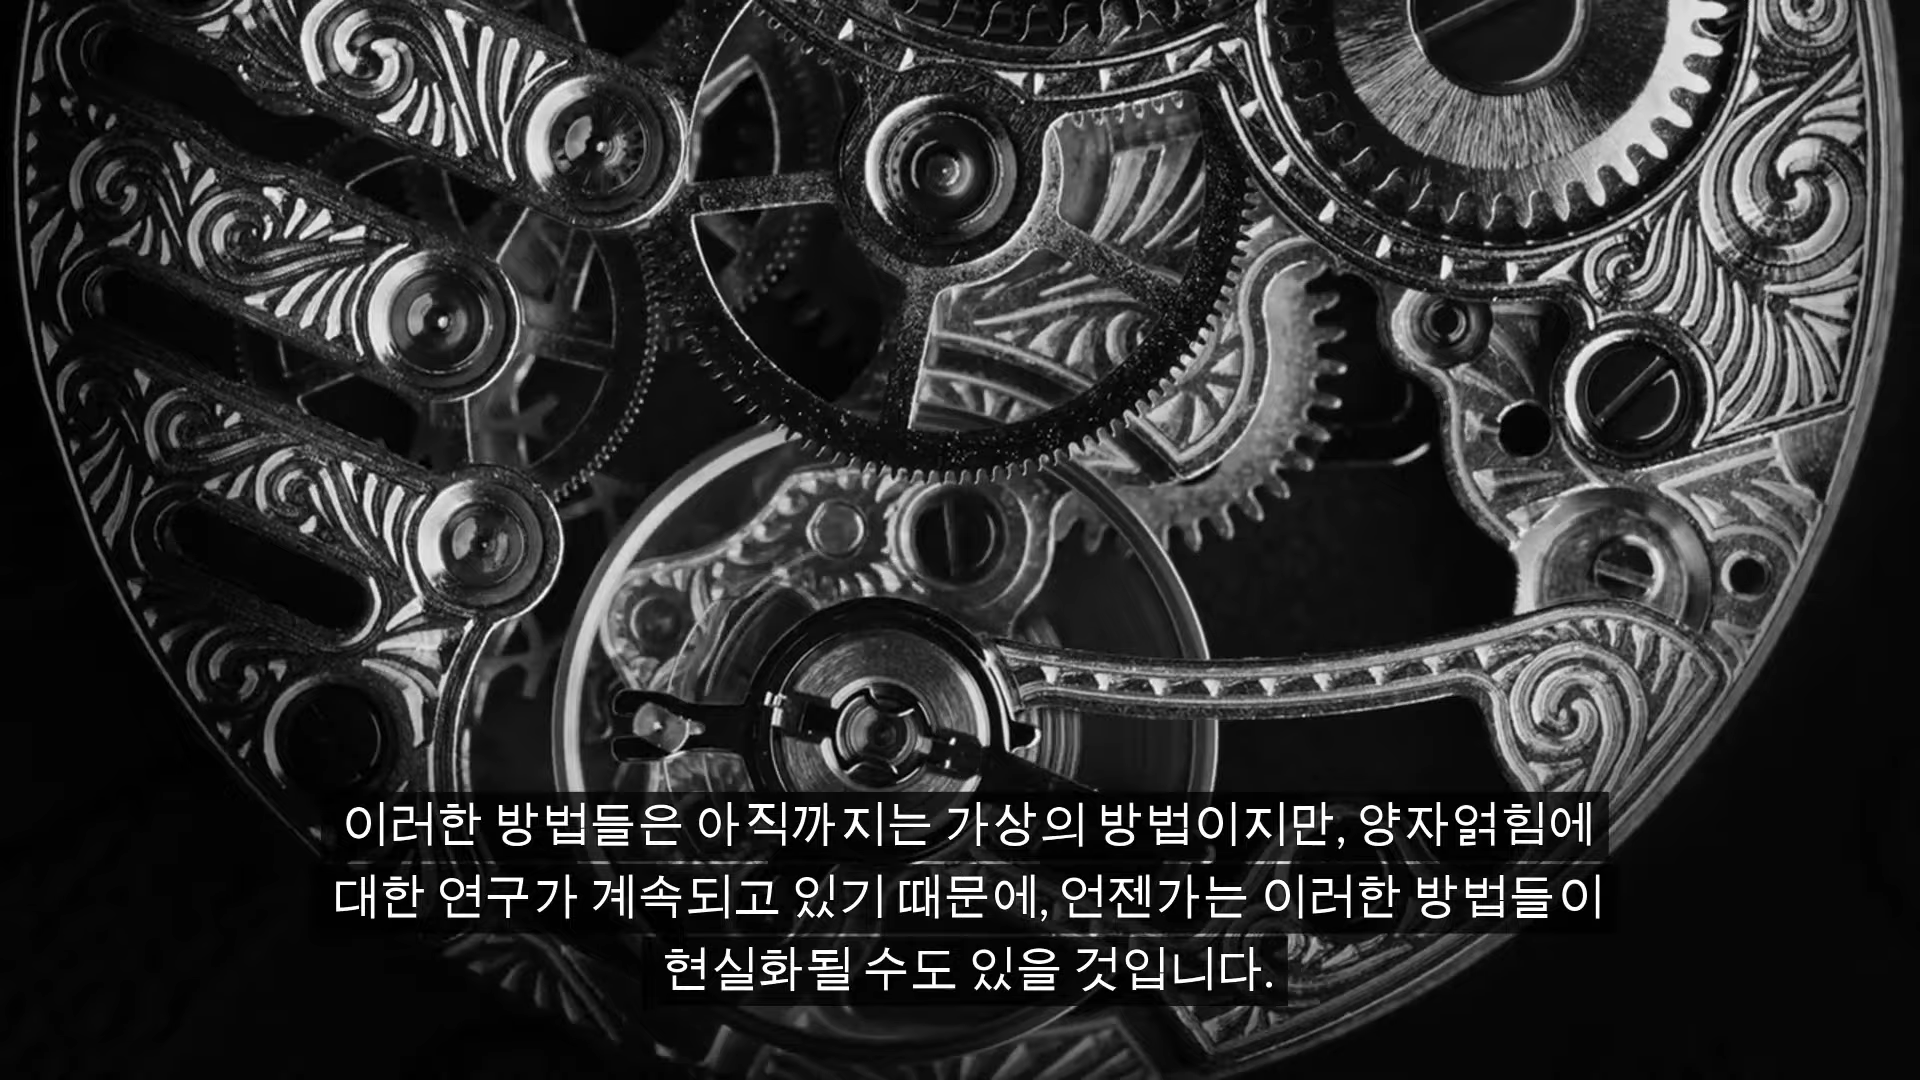 이러한 방법들은 아직까지는 가상의 방법이지만, 양자얽힘에
대한 연구가 계속되고 있기 때문에, 언젠가는 이러한 방법들이
현실화될 수도 있을 것입니다.